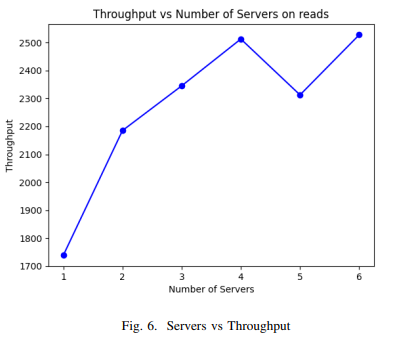 Throughput vs Number of Servers on reads
2500
2400
2300
2200
2100
2000
1900
1800
1700
Throughput
1 2 3 4 5 6
Number of Servers
Fig. 6. Servers vs Throughput